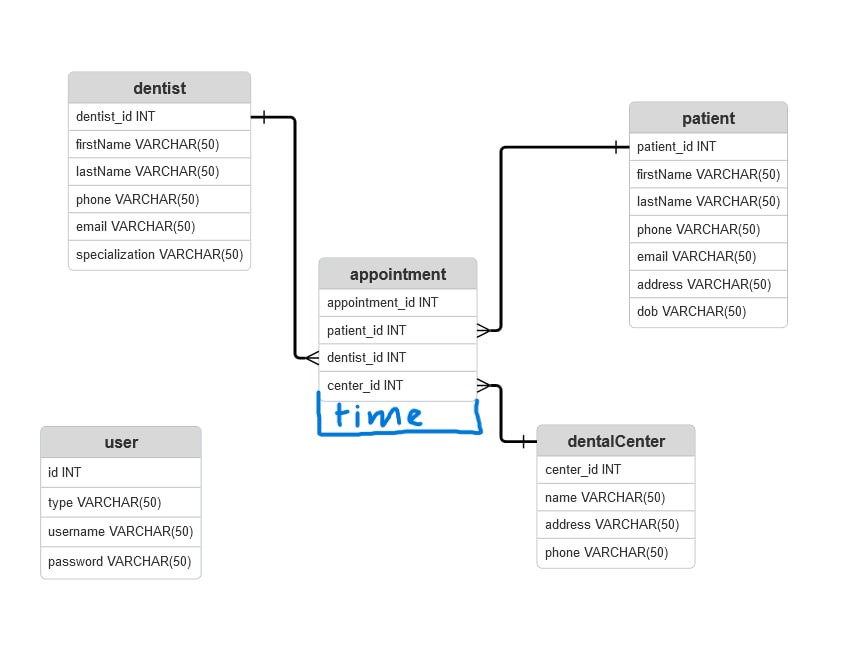 dentist
dentist_id INT
firstName VARCHAR(50)
lastName VARCHAR(50)
phone VARCHAR(50)
email VARCHAR(50)
specialization VARCHAR(50)
patient
patient_id INT
firstName VARCHAR(50)
lastName VARCHAR(50)
phone VARCHAR(50)
email VARCHAR(50)
address VARCHAR(50)
dob VARCHAR(50)
appointment
appointment_id INT
patient_id INT
dentist_id INT
center_id INT
time
user
id INT
type VARCHAR(50)
username VARCHAR(50)
password VARCHAR(50)
dentalCenter
center_id INT
name VARCHAR(50)
address VARCHAR(50)
phone VARCHAR(50)